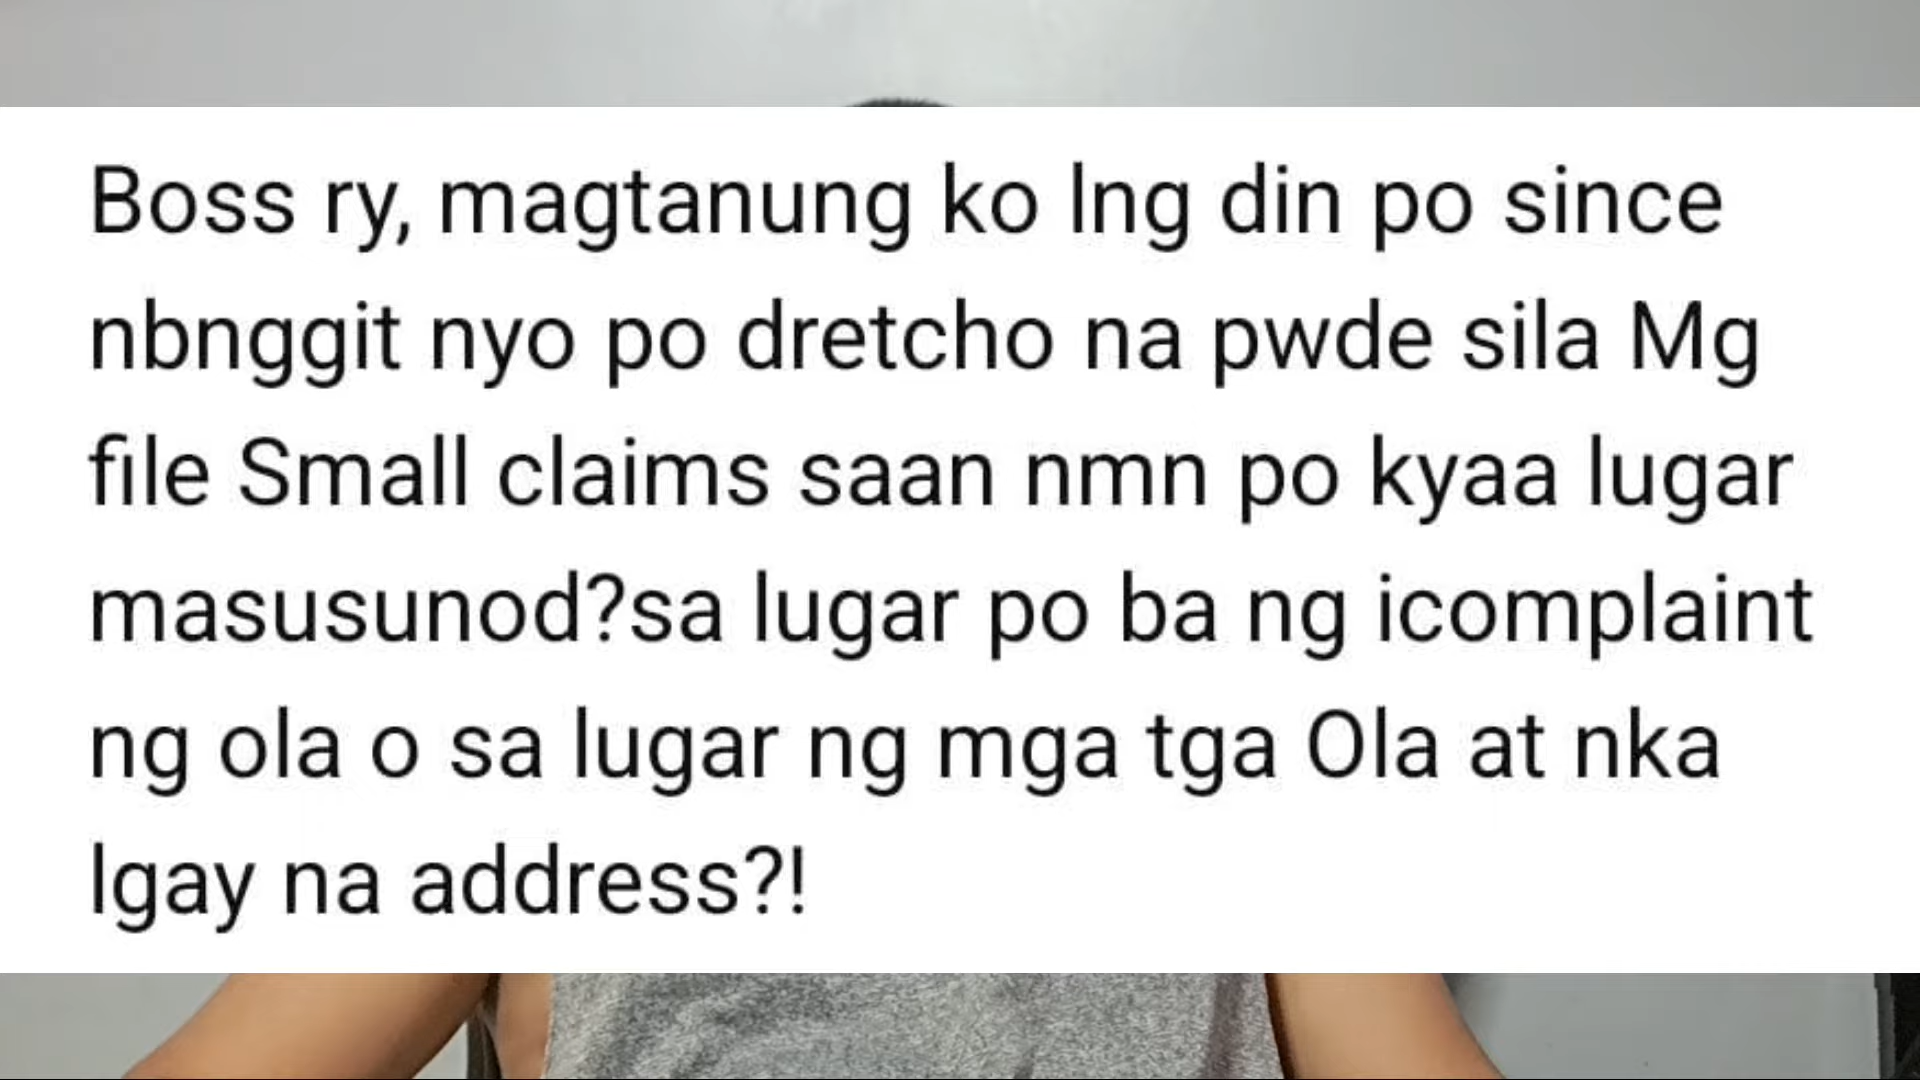 Boss ry, magtanung ko lng din po since
nbnggit nyo po dretcho na pwde sila Mg
file Small claims saan nmn po kyaa lugar
masusunod?sa lugar po ba ng icomplaint
ng ola o sa lugar ng mga tga Ola at nka
lgay na address?!